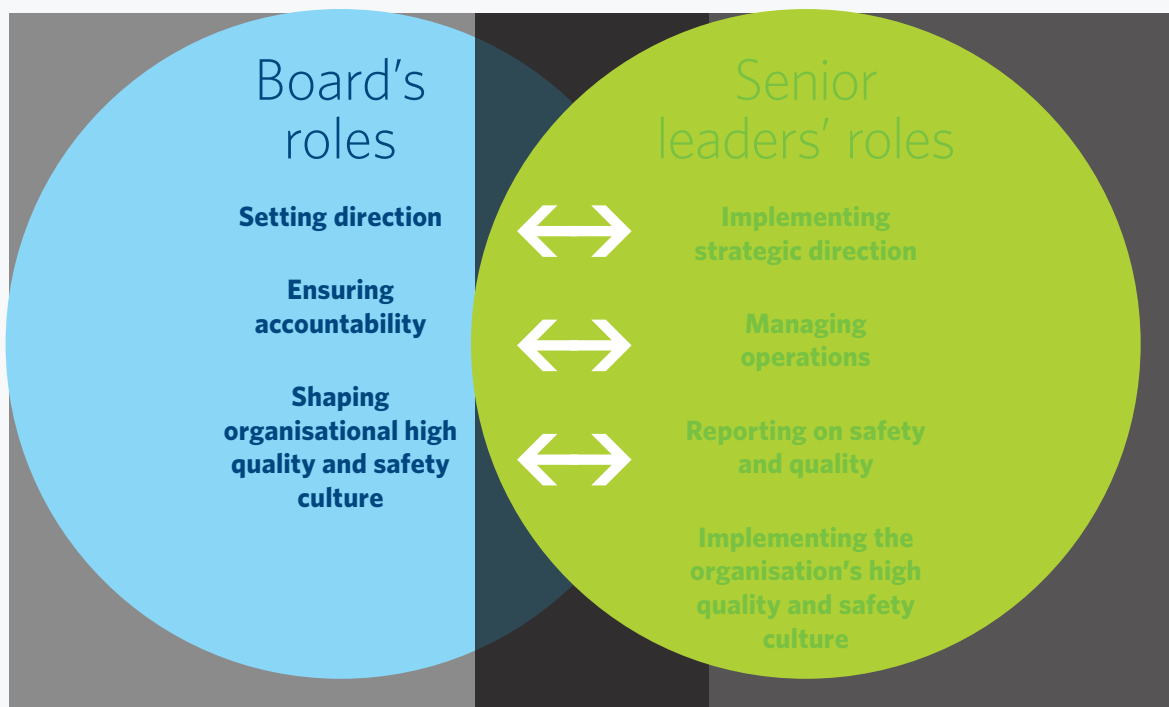 Board's
roles
Setting direction
Ensuring
accountability
Shaping
organisational high
quality and safety
culture
Senior
leaders' roles
Implementing
strategic direction
Managing
operations
Reporting on safety
and quality
Implementing the
organisation's high
quality and safety
culture